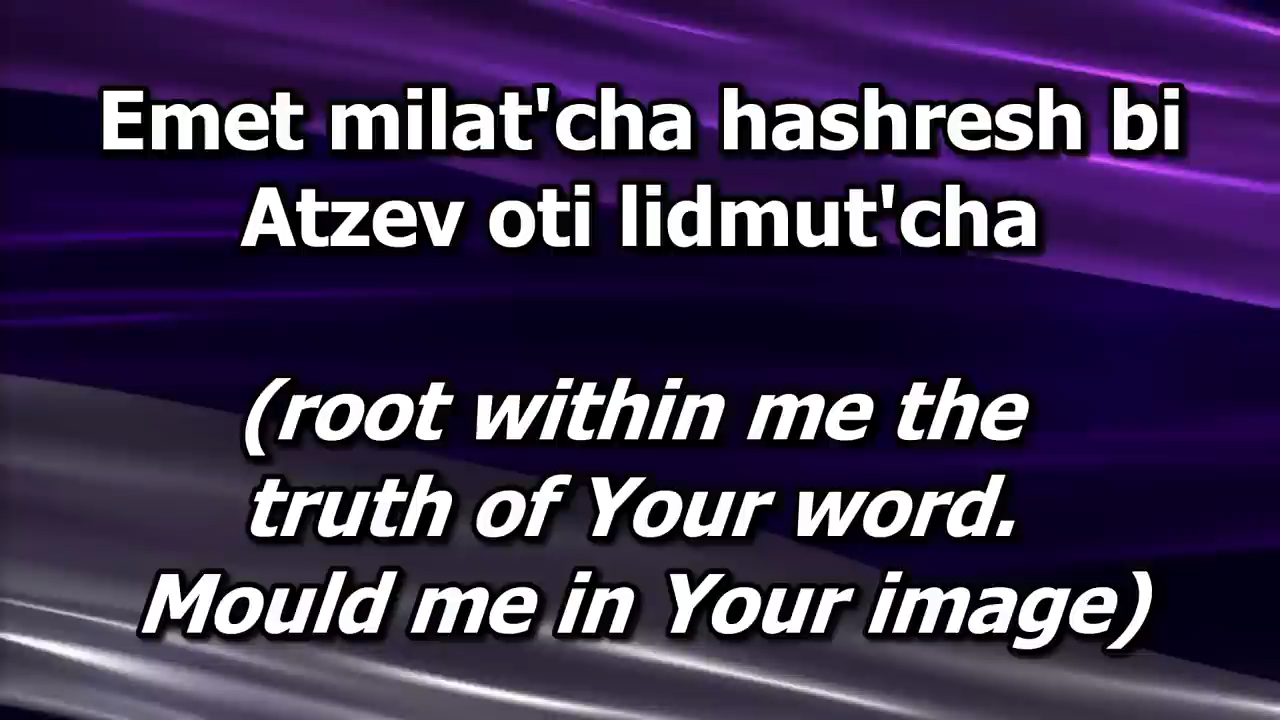 Emet milat'cha hashresh bi
Atzev oti lidmut'cha
(root within me the
truth of Your word.
Mould me in Your image)